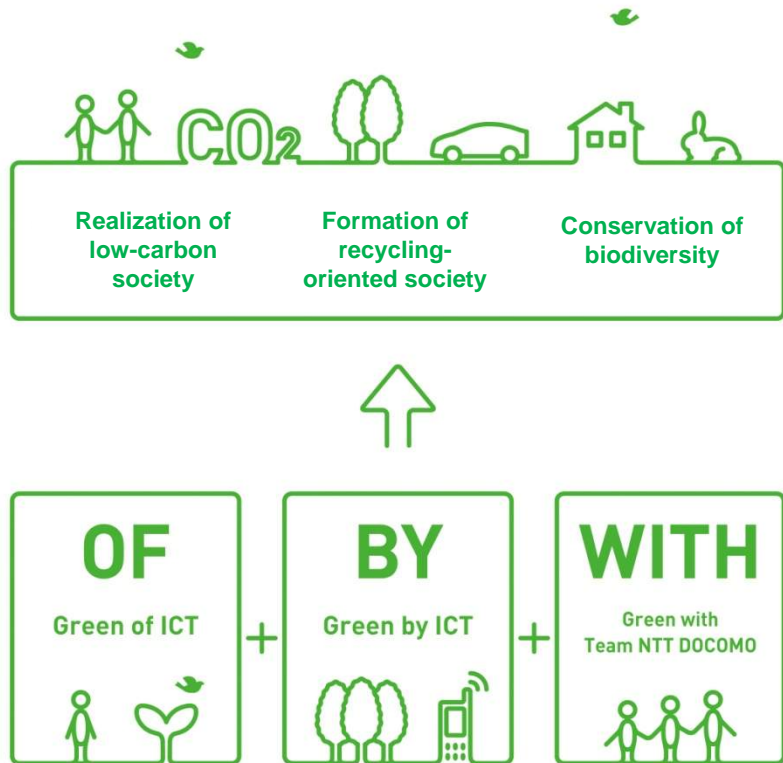 CO2
Realization of
low-carbon
society
Formation of
recycling-
oriented society
Conservation of
biodiversity
OF
Green of ICT
+
BY
Green by ICT
+
WITH
Green with
Team NTT DOCOMO